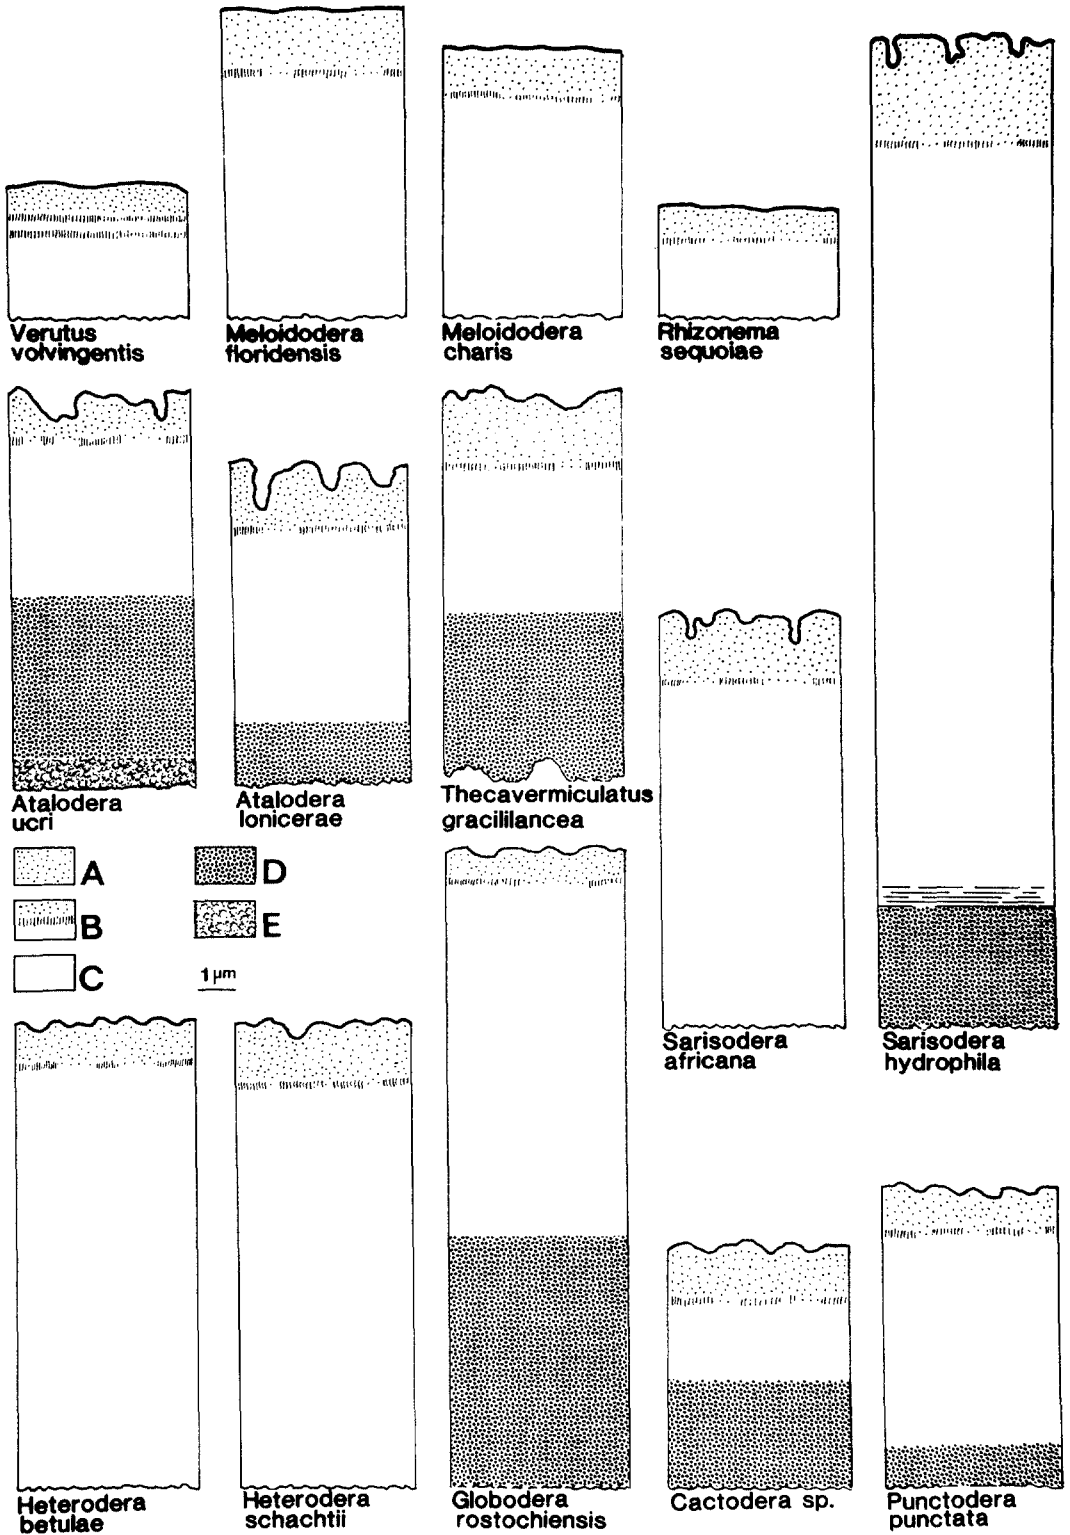 Verutus
volvingentis
Meloidodera
floridensis
Meloidodera
charis
Rhizonema
sequoiae
Atalodera
ucri
Atalodera
lonicerae
Thecavermiculatus
gracililancea
A
B
C
D
E
1 µm
Sarisodera
africana
Sarisodera
hydrophila
Heterodera
betulae
Heterodera
schachtii
Globodera
rostochiensis
Cactodera sp.
Punctodera
punctata